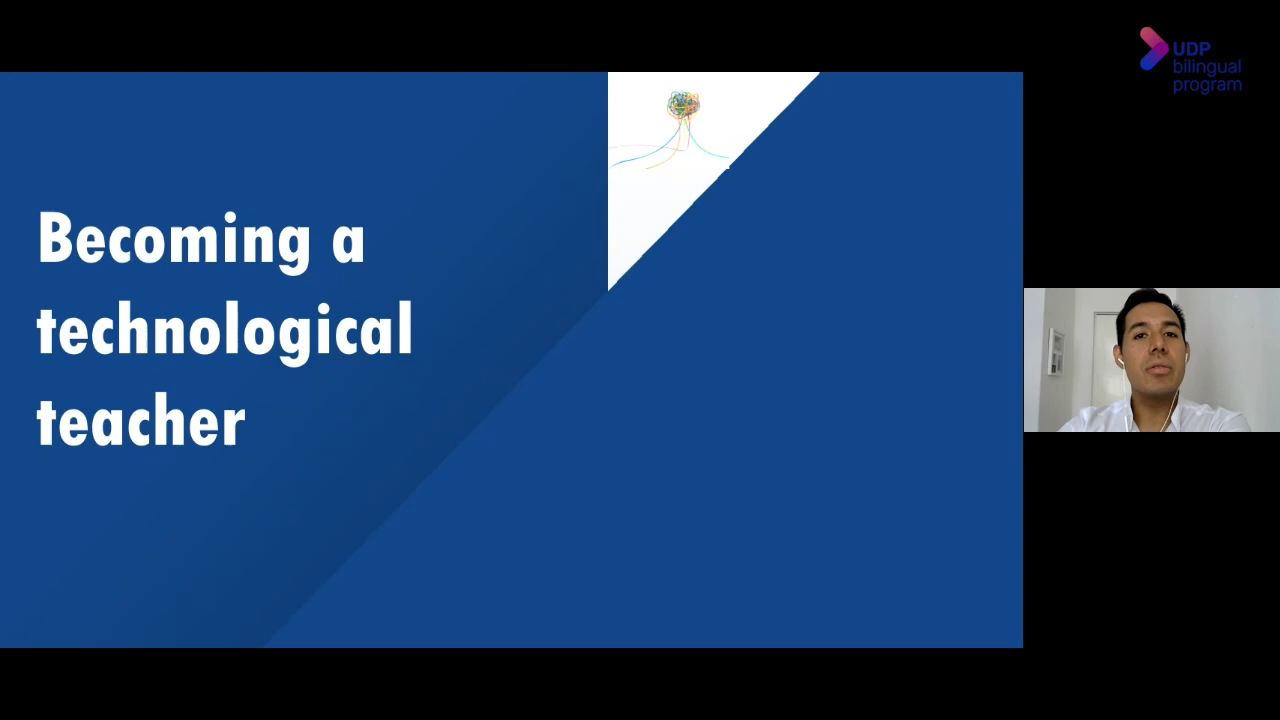 UDP
bilingual
program
Becoming a
technological
teacher